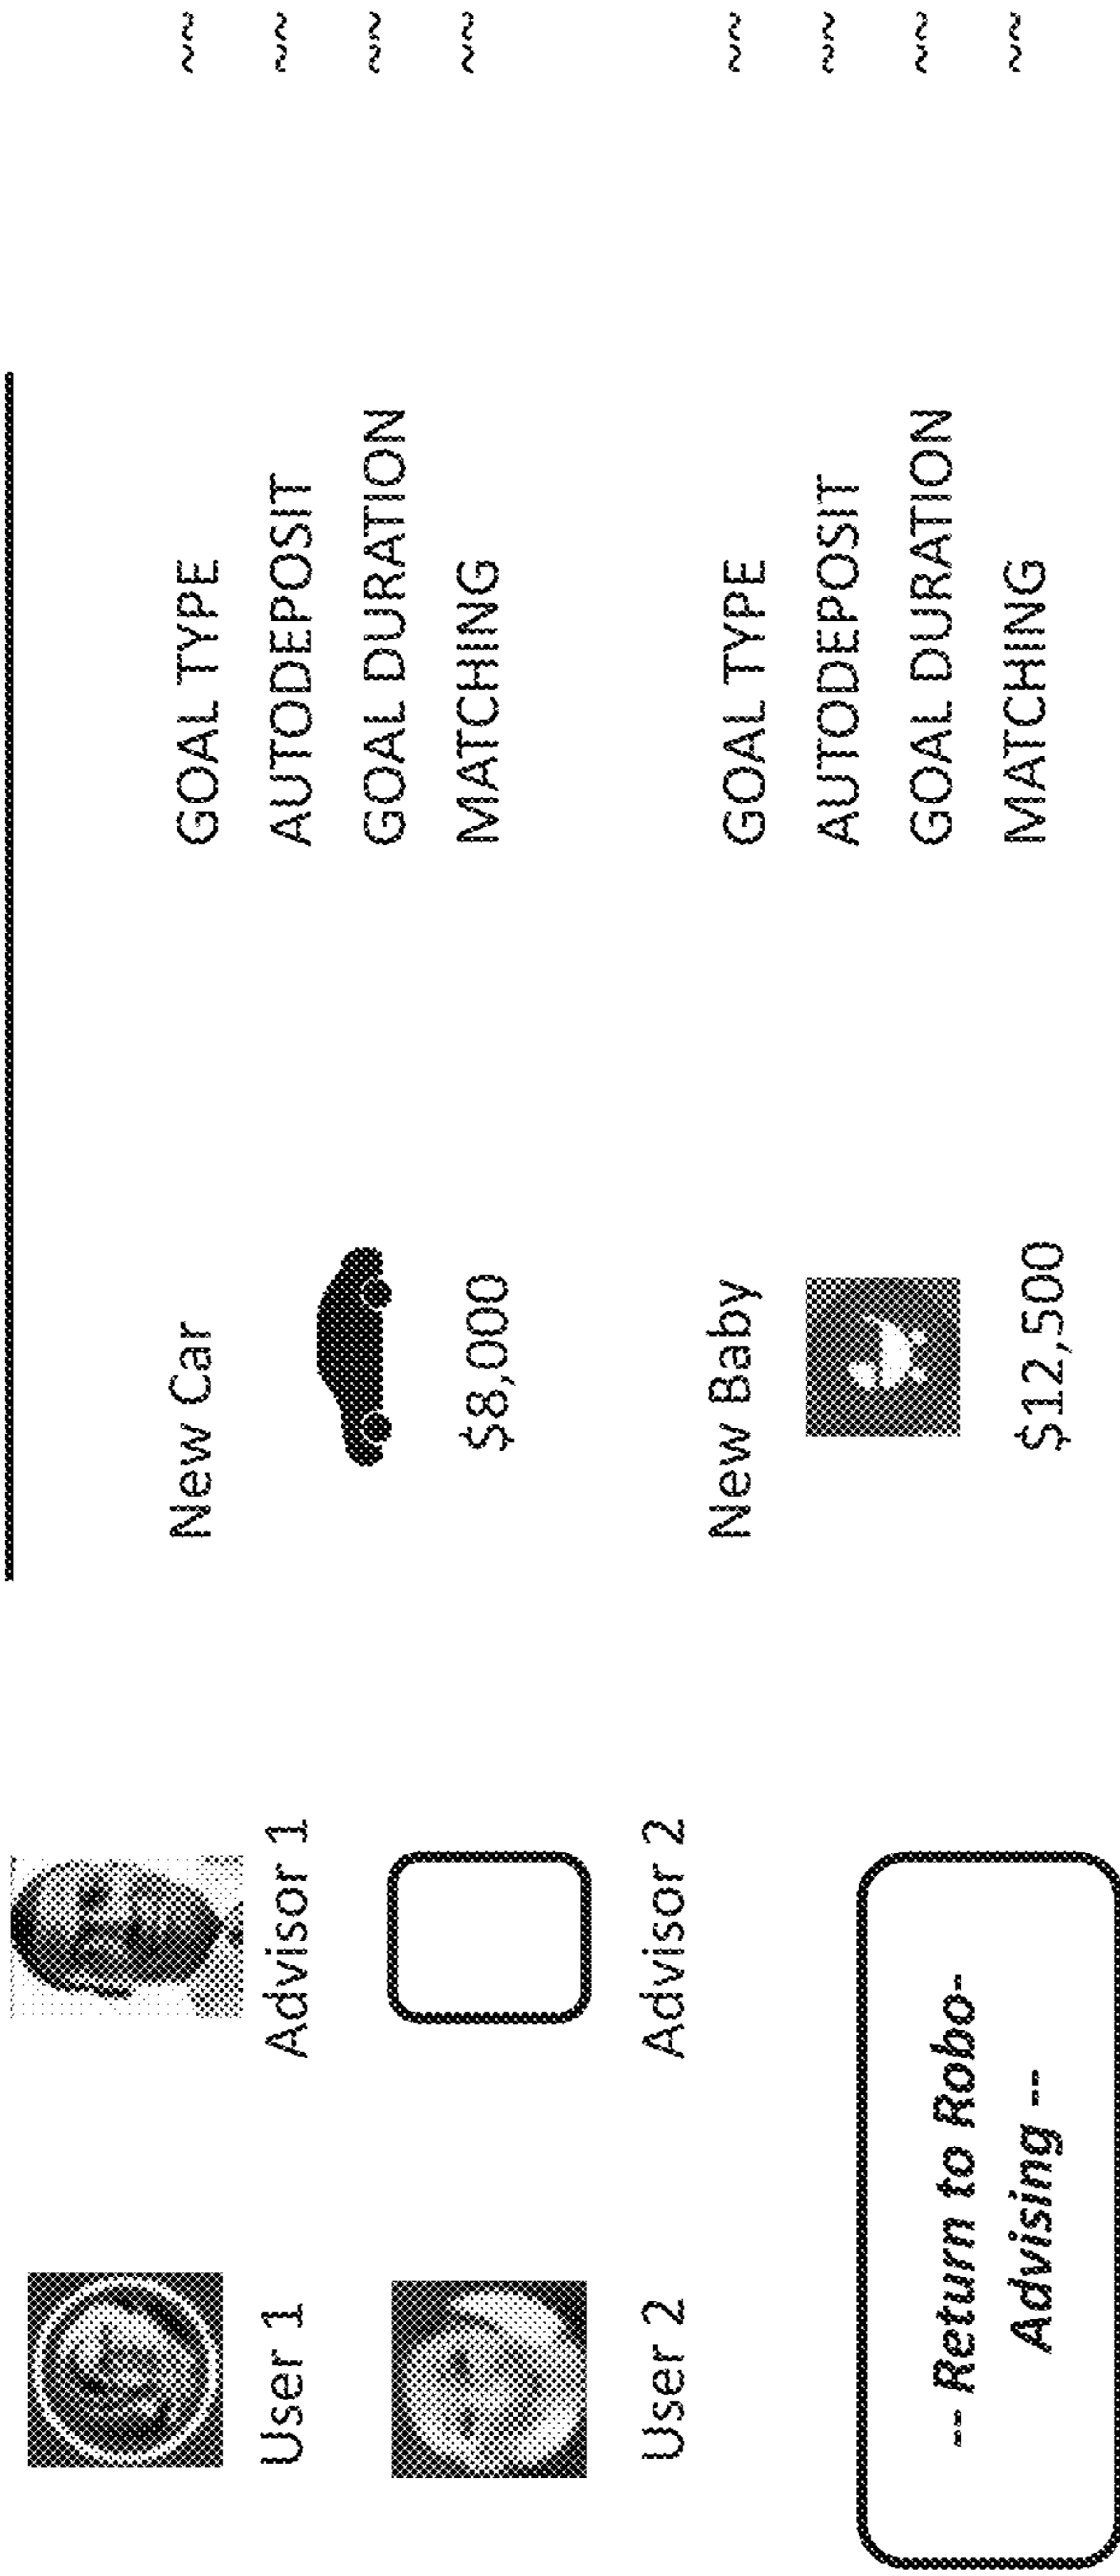 User 1
Advisor 1
User 2
Advisor 2
-- Return to Robo-
Advising --
New Car
$8,000
GOAL TYPE ~~
AUTODEPOSIT ~~
GOAL DURATION ~~
MATCHING ~~
New Baby
$12,500
GOAL TYPE ~~
AUTODEPOSIT ~~
GOAL DURATION ~~
MATCHING ~~